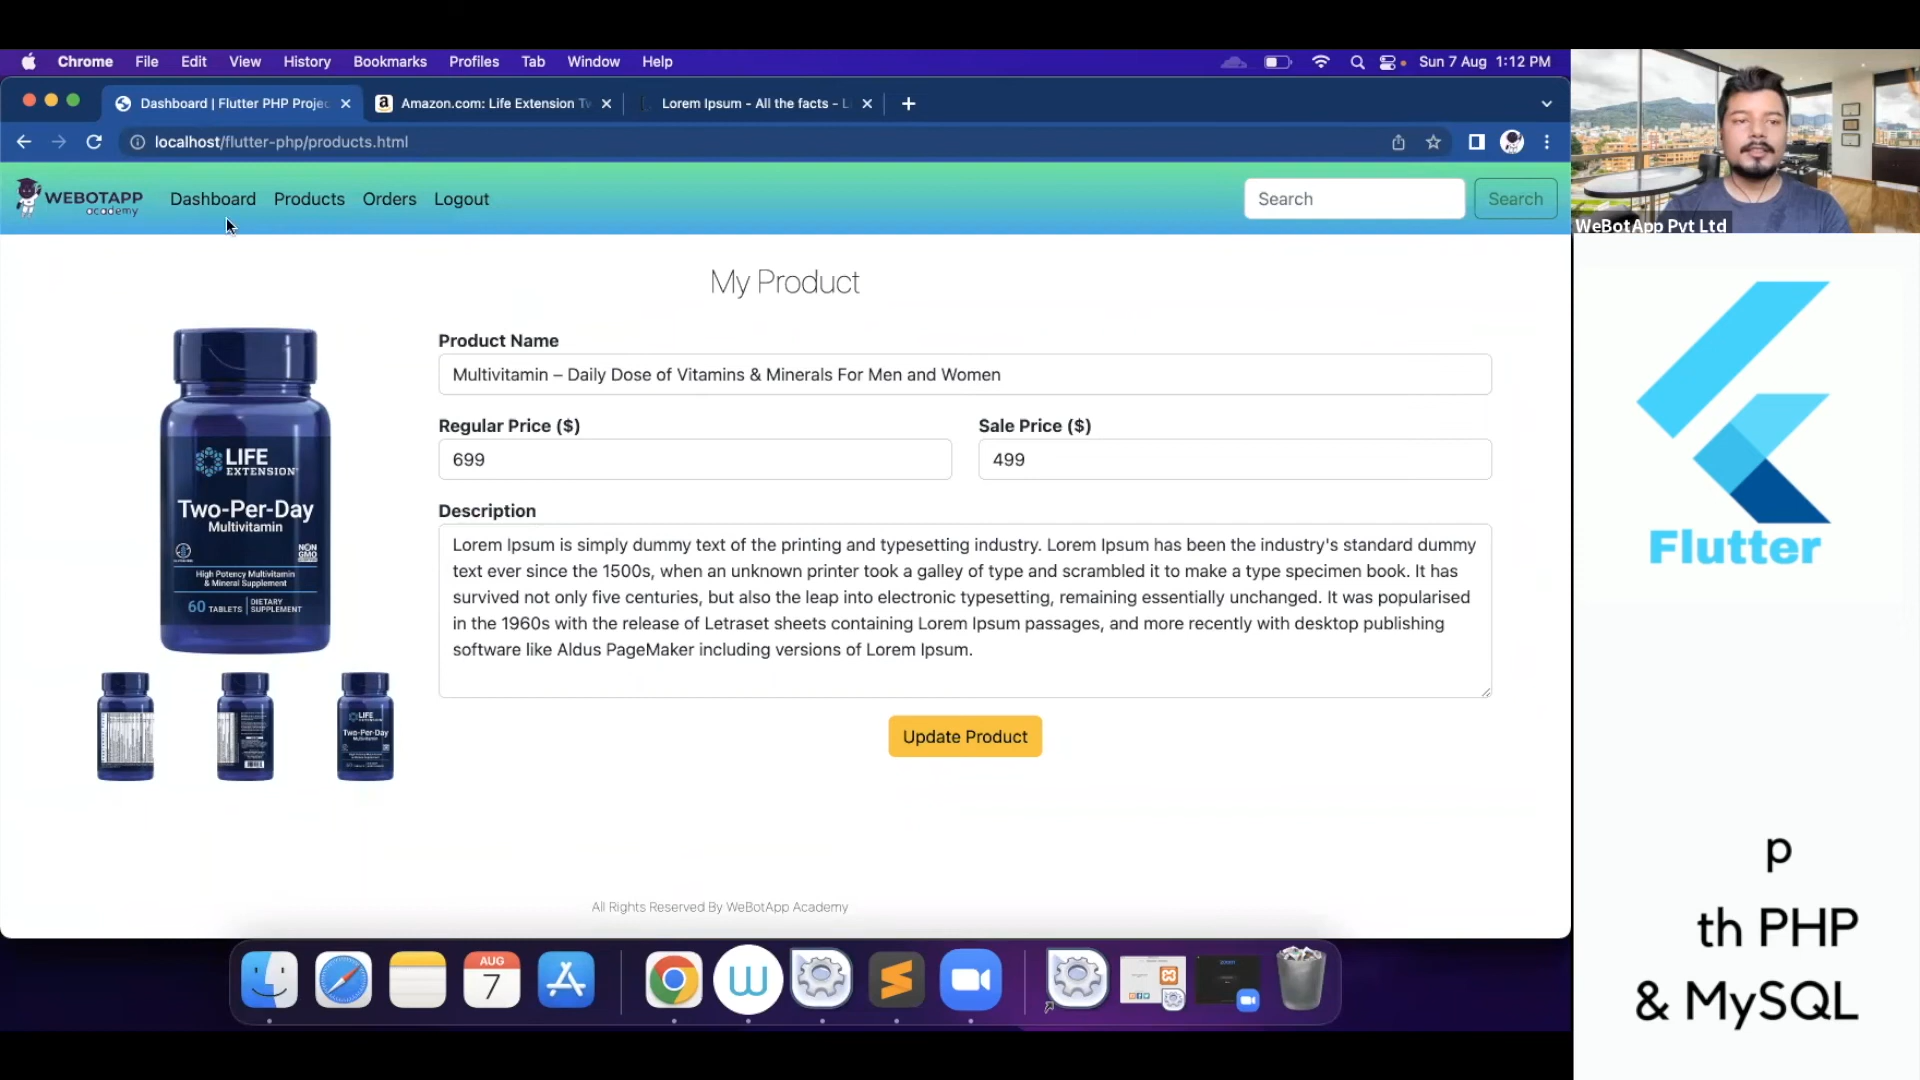 Chrome File Edit View History Bookmarks Profiles Tab Window Help
Sun 7 Aug 1:12 PM
Dashboard | Flutter PHP Proje
Amazon.com: Life Extension Tv
Lorem Ipsum - All the facts - L
localhost/flutter-php/products.html
WEBOTAPP
academy
Dashboard Products Orders Logout
Search
Search
WeBotApp Pvt Ltd
My Product
LIFE
EXTENSION
Two-Per-Day
Multivitamin
NON
GMO
High Potency Multivitamin
& Mineral Supplement
60 TABLETS
DIETARY
SUPPLEMENT
LIFE
Two-Per-Day
Product Name
Multivitamin – Daily Dose of Vitamins & Minerals For Men and Women
Regular Price ($)
699
Sale Price ($)
499
Description
Lorem Ipsum is simply dummy text of the printing and typesetting industry. Lorem Ipsum has been the industry's standard dummy
text ever since the 1500s, when an unknown printer took a galley of type and scrambled it to make a type specimen book. It has
survived not only five centuries, but also the leap into electronic typesetting, remaining essentially unchanged. It was popularised
in the 1960s with the release of Letraset sheets containing Lorem Ipsum passages, and more recently with desktop publishing
software like Aldus PageMaker including versions of Lorem Ipsum.
Update Product
All Rights Reserved By WeBotApp Academy
AUG
7
Flutter
p
th PHP
& MySQL